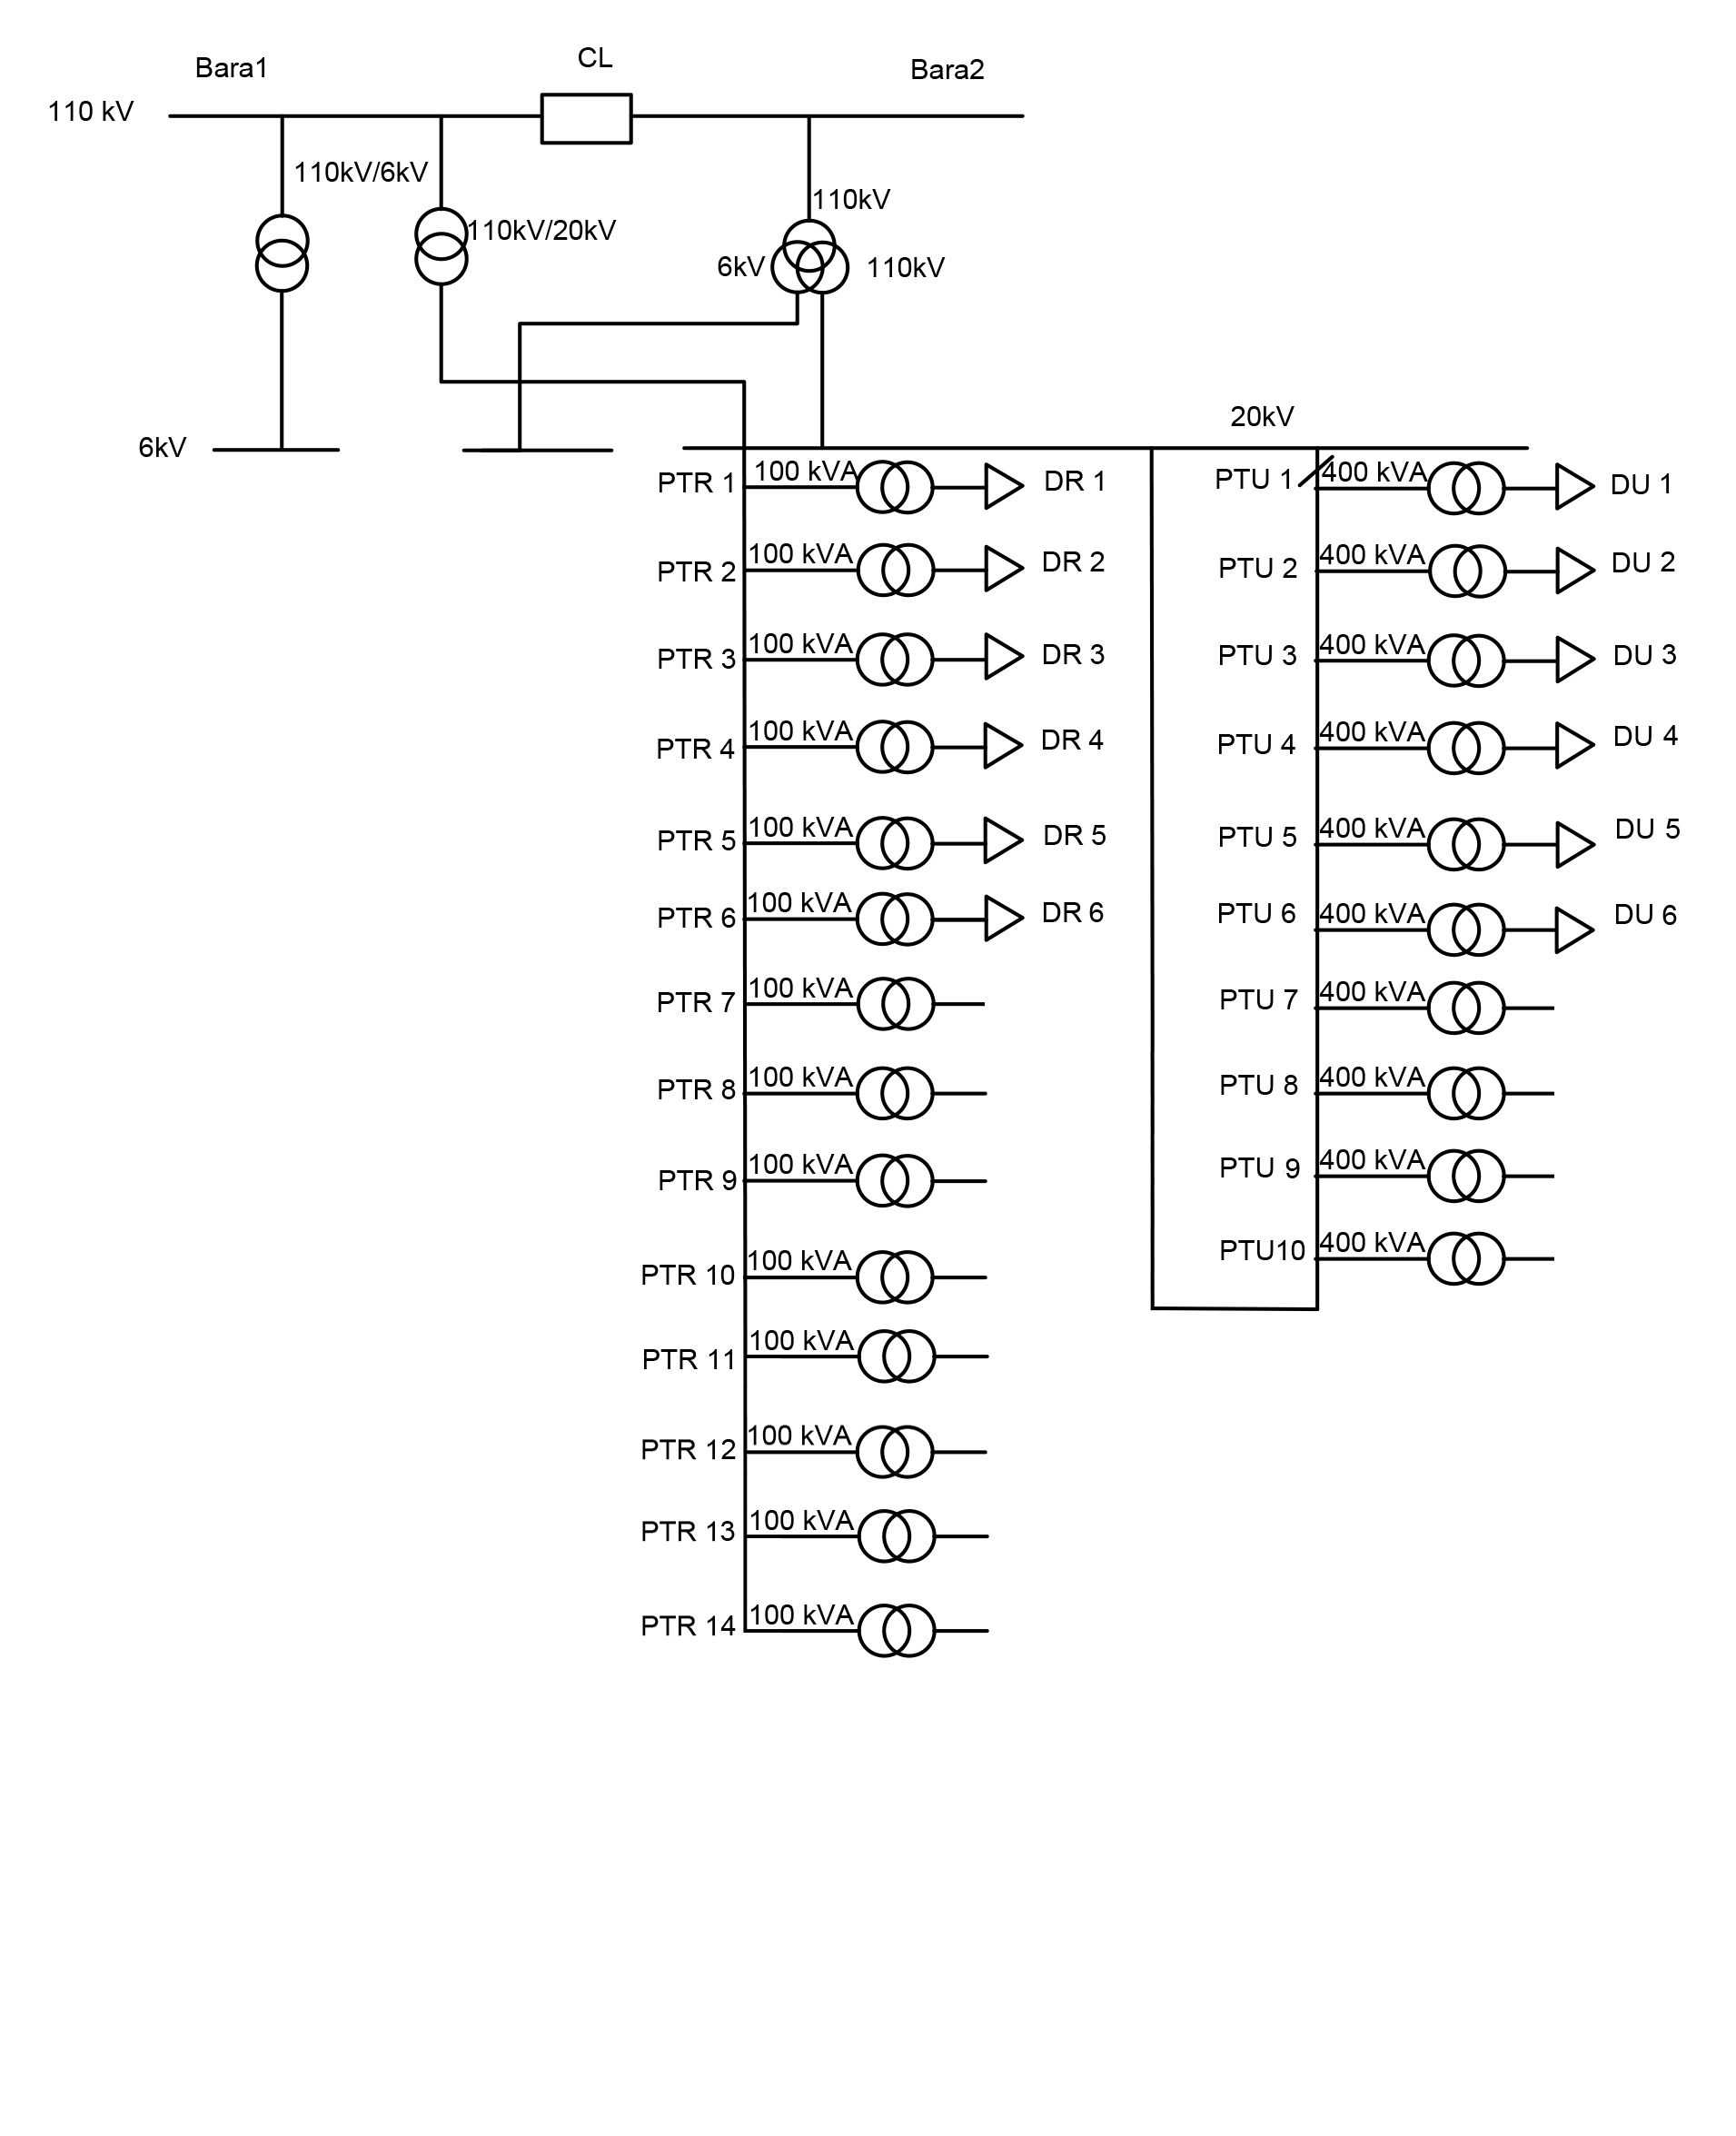 CL
Bara1
Bara2
110 kV
110kV/6kV
110kV
110kV/20kV
6kV
110kV
20kV
6kV
PTR 1 100 kVA DR 1
PTU 1 400 kVA DU 1
PTR 2 100 kVA DR 2
PTU 2 400 kVA DU 2
PTR 3 100 kVA DR 3
PTU 3 400 kVA DU 3
PTR 4 100 kVA DR 4
PTU 4 400 kVA DU 4
PTR 5 100 kVA DR 5
PTU 5 400 kVA DU 5
PTR 6 100 kVA DR 6
PTU 6 400 kVA DU 6
PTR 7 100 kVA
PTU 7 400 kVA
PTR 8 100 kVA
PTU 8 400 kVA
PTR 9 100 kVA
PTU 9 400 kVA
PTR 10 100 kVA
PTU10 400 kVA
PTR 11 100 kVA
PTR 12 100 kVA
PTR 13 100 kVA
PTR 14 100 kVA